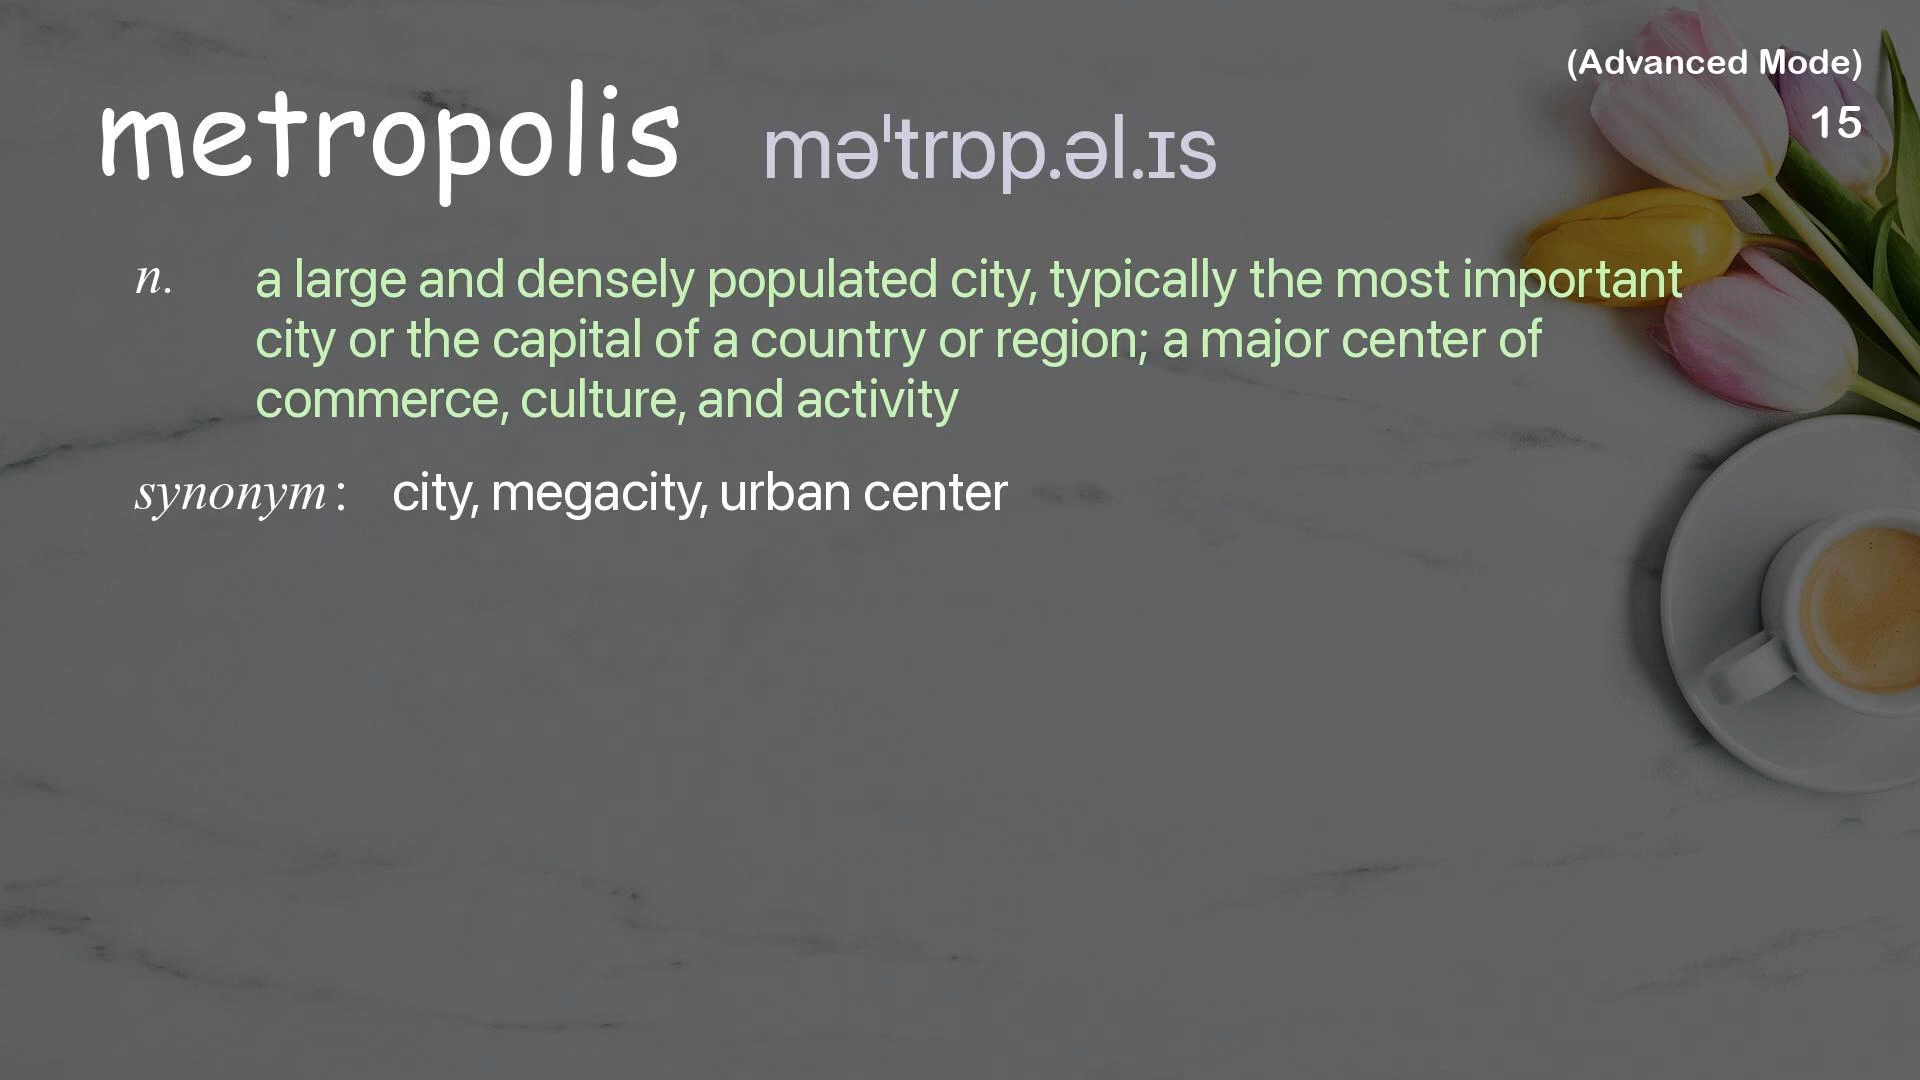 (Advanced Mode)
15
metropolis məˈtrɒp.əl.ɪs
n. a large and densely populated city, typically the most important
city or the capital of a country or region; a major center of
commerce, culture, and activity
synonym : city, megacity, urban center